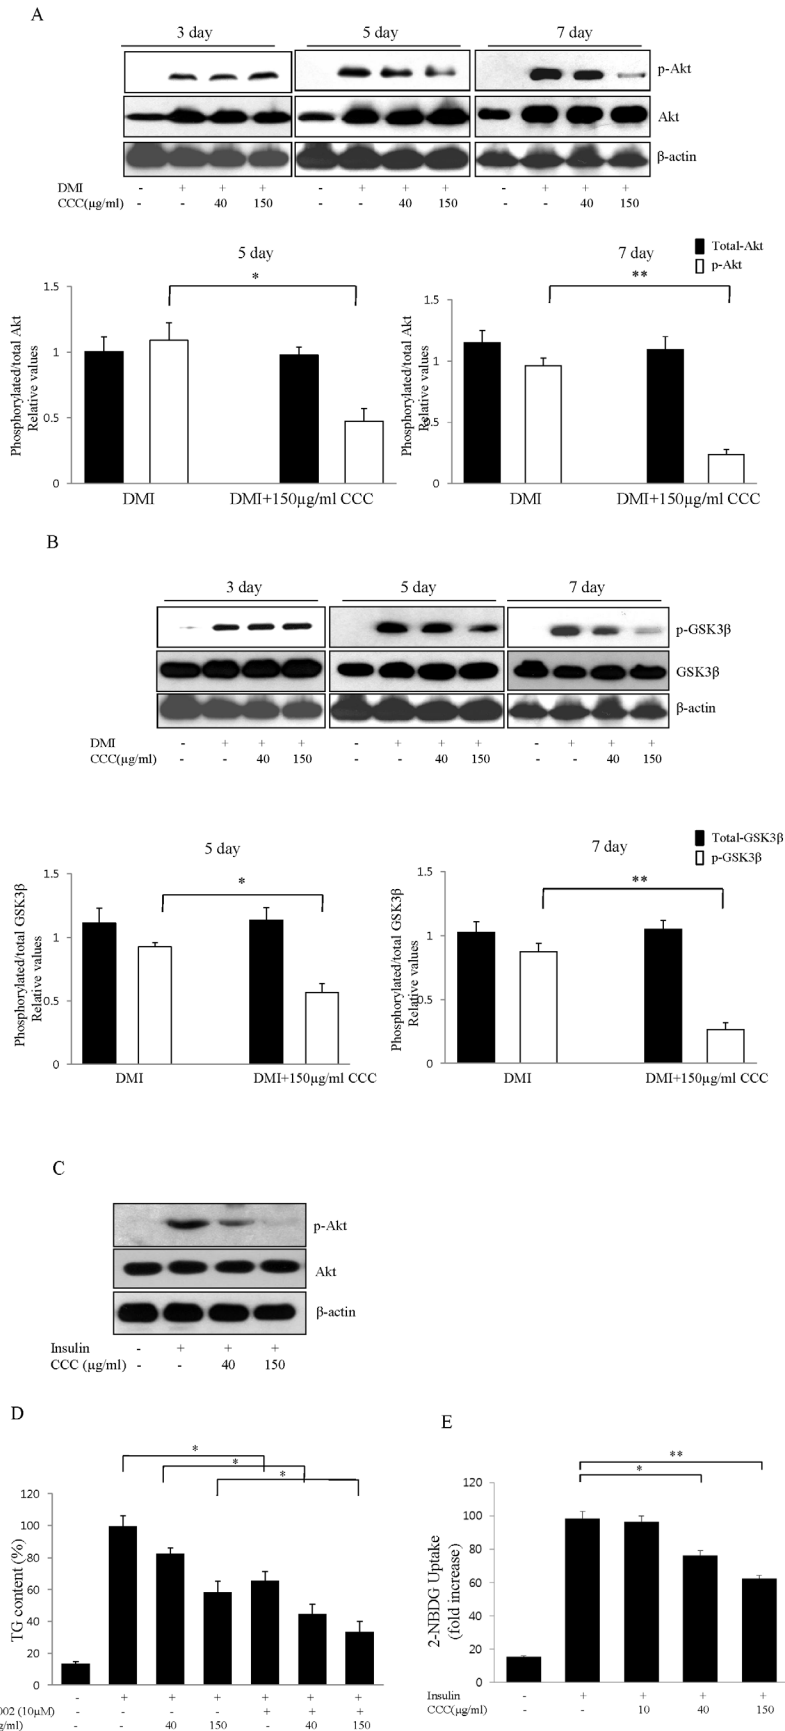 A
3 day 5 day 7 day
p-Akt
Akt
β-actin
DMI - + + + - + + + - + + +
CCC(µg/ml) - - 40 150 - - 40 150 - - 40 150
5 day 7 day
Total-Akt
p-Akt
* **
Phosphorylated/total Akt
Relative values
1.5
1
0.5
0
DMI DMI+150µg/ml CCC
Phosphorylated/total Akt
Relative values
1.5
1
0.5
0
DMI DMI+150µg/ml CCC
B
3 day 5 day 7 day
p-GSK3β
GSK3β
β-actin
DMI - + + + - + + + - + + +
CCC(µg/ml) - - 40 150 - - 40 150 - - 40 150
5 day 7 day
Total-GSK3β
p-GSK3β
* **
Phosphorylated/total GSK3β
Relative values
1.5
1
0.5
0
DMI DMI+150µg/ml CCC
Phosphorylated/total GSK3β
Relative values
1.5
1
0.5
0
DMI DMI+150µg/ml CCC
C
p-Akt
Akt
β-actin
Insulin - + + +
CCC (µg/ml) - - 40 150
D
*
*
*
TG content (%)
120
100
80
60
40
20
0
- + + + + + +
002 (10µM) - - - - + + +
g/ml) - - 40 150 - 40 150
E
**
*
2-NBDG Uptake
(fold increase)
120
100
80
60
40
20
0
Insulin - + + + +
CCC(µg/ml) - - 10 40 150